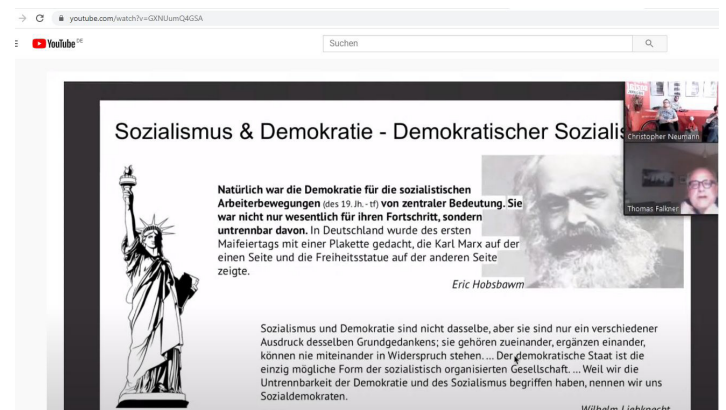 youtube.com/watch?v=GXNUumQ4GSA
YouTube DE
Suchen
Sozialismus & Demokratie - Demokratischer Sozialis
Christopher Neumann
Thomas Falkner
Natürlich war die Demokratie für die sozialistischen
Arbeiterbewegungen (des 19. Jh. - tf) von zentraler Bedeutung. Sie
war nicht nur wesentlich für ihren Fortschritt, sondern
untrennbar davon. In Deutschland wurde des ersten
Maifeiertags mit einer Plakette gedacht, die Karl Marx auf der
einen Seite und die Freiheitsstatue auf der anderen Seite
zeigte.
Eric Hobsbawm
Sozialismus und Demokratie sind nicht dasselbe, aber sie sind nur ein verschiedener
Ausdruck desselben Grundgedankens; sie gehören zueinander, ergänzen einander,
können nie miteinander in Widerspruch stehen. ... Der demokratische Staat ist die
einzig mögliche Form der sozialistisch organisierten Gesellschaft. ... Weil wir die
Untrennbarkeit der Demokratie und des Sozialismus begriffen haben, nennen wir uns
Sozialdemokraten.
Wilhelm Liebknecht